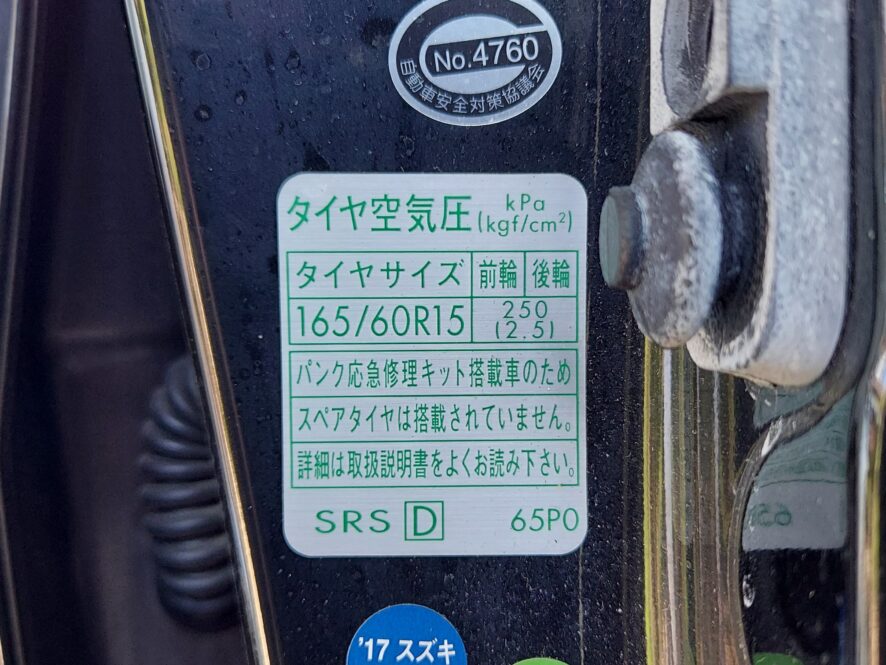 No.4760
自動車安全対策協議会
タイヤ空気圧 kPa (kgf/cm²)
タイヤサイズ 前輪 後輪
165/60R15 250 (2.5)
パンク応急修理キット搭載車のため
スペアタイヤは搭載されていません。
詳細は取扱説明書をよくお読み下さい。
SRS D 65P0
'17 スズキ